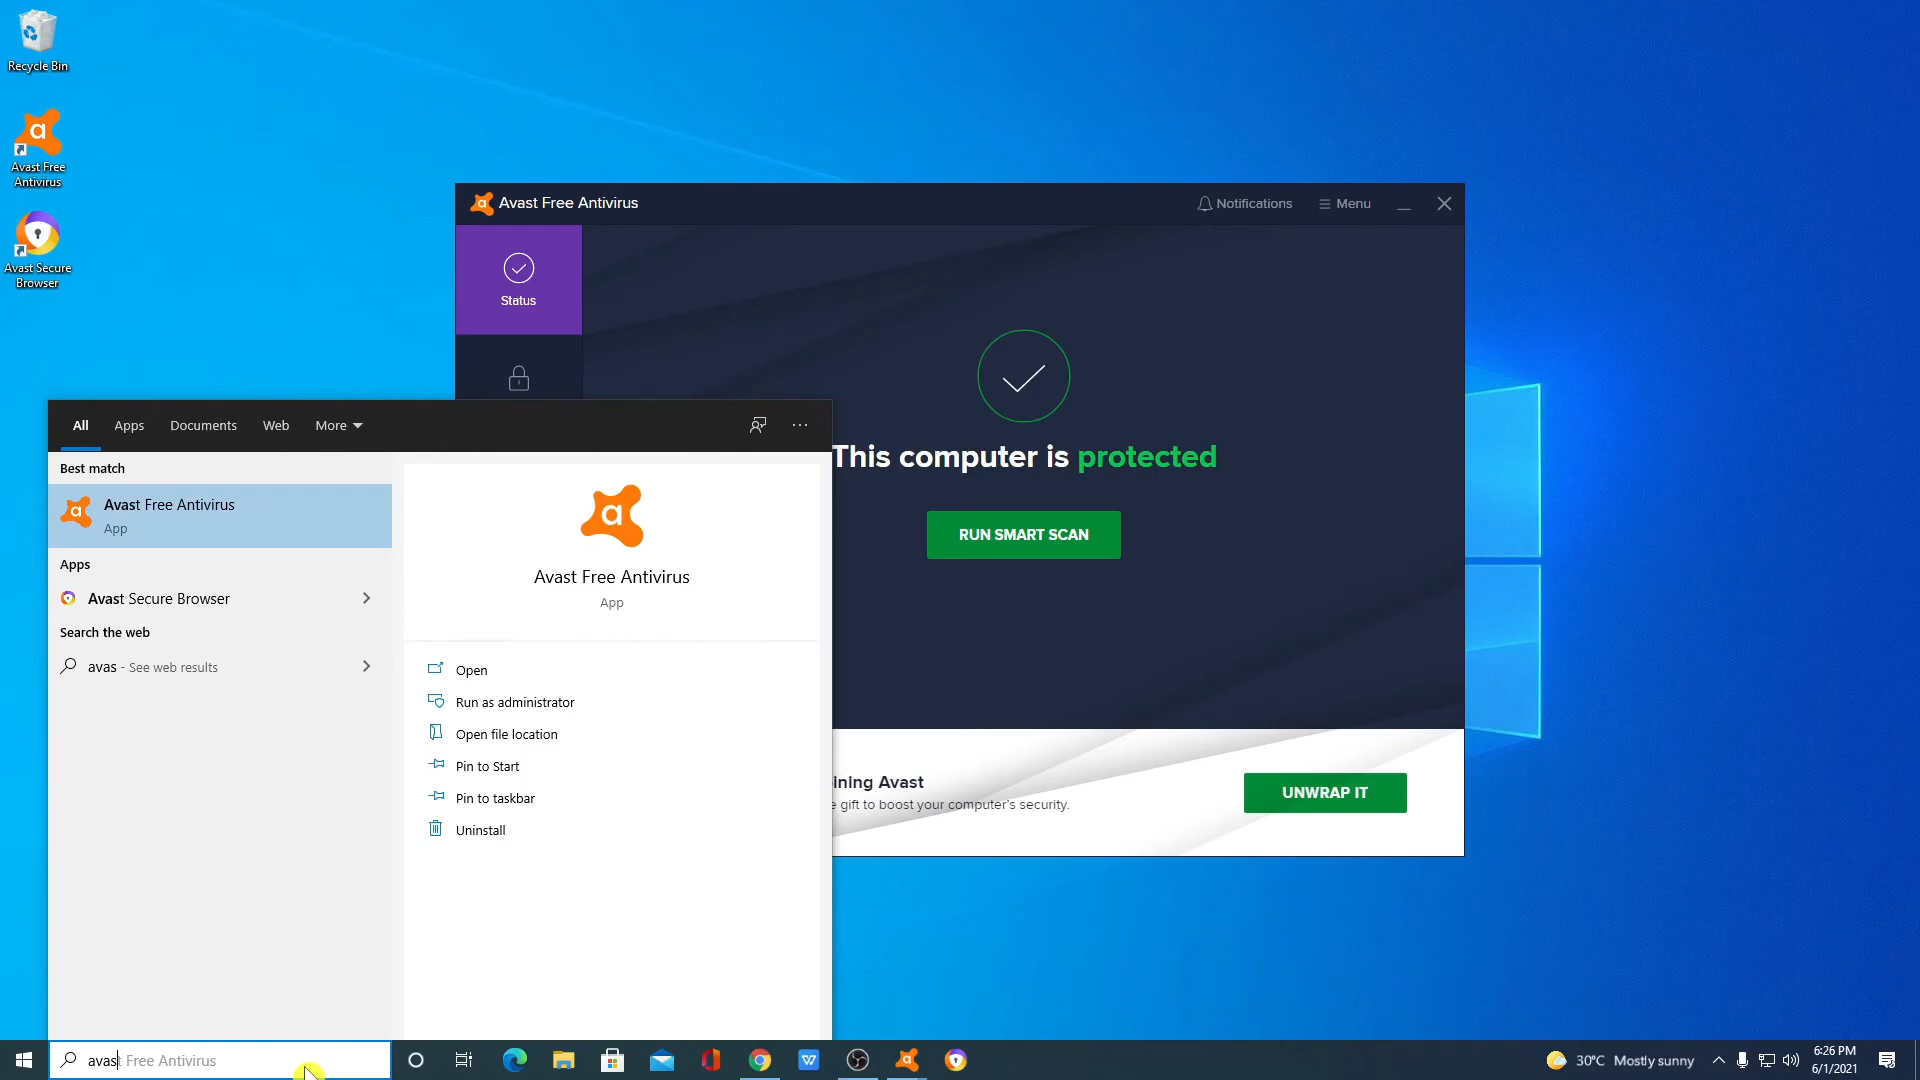 Recycle Bin
Avast Free
Antivirus
Avast Secure
Browser
Avast Free Antivirus
Notifications
Menu
Status
This computer is protected
RUN SMART SCAN
ining Avast
e gift to boost your computer's security.
UNWRAP IT
All
Apps
Documents
Web
More
Best match
Avast Free Antivirus
App
Apps
Avast Secure Browser
Search the web
avas - See web results
Avast Free Antivirus
App
Open
Run as administrator
Open file location
Pin to Start
Pin to taskbar
Uninstall
avast Free Antivirus
30°C Mostly sunny
6:26 PM
6/1/2021